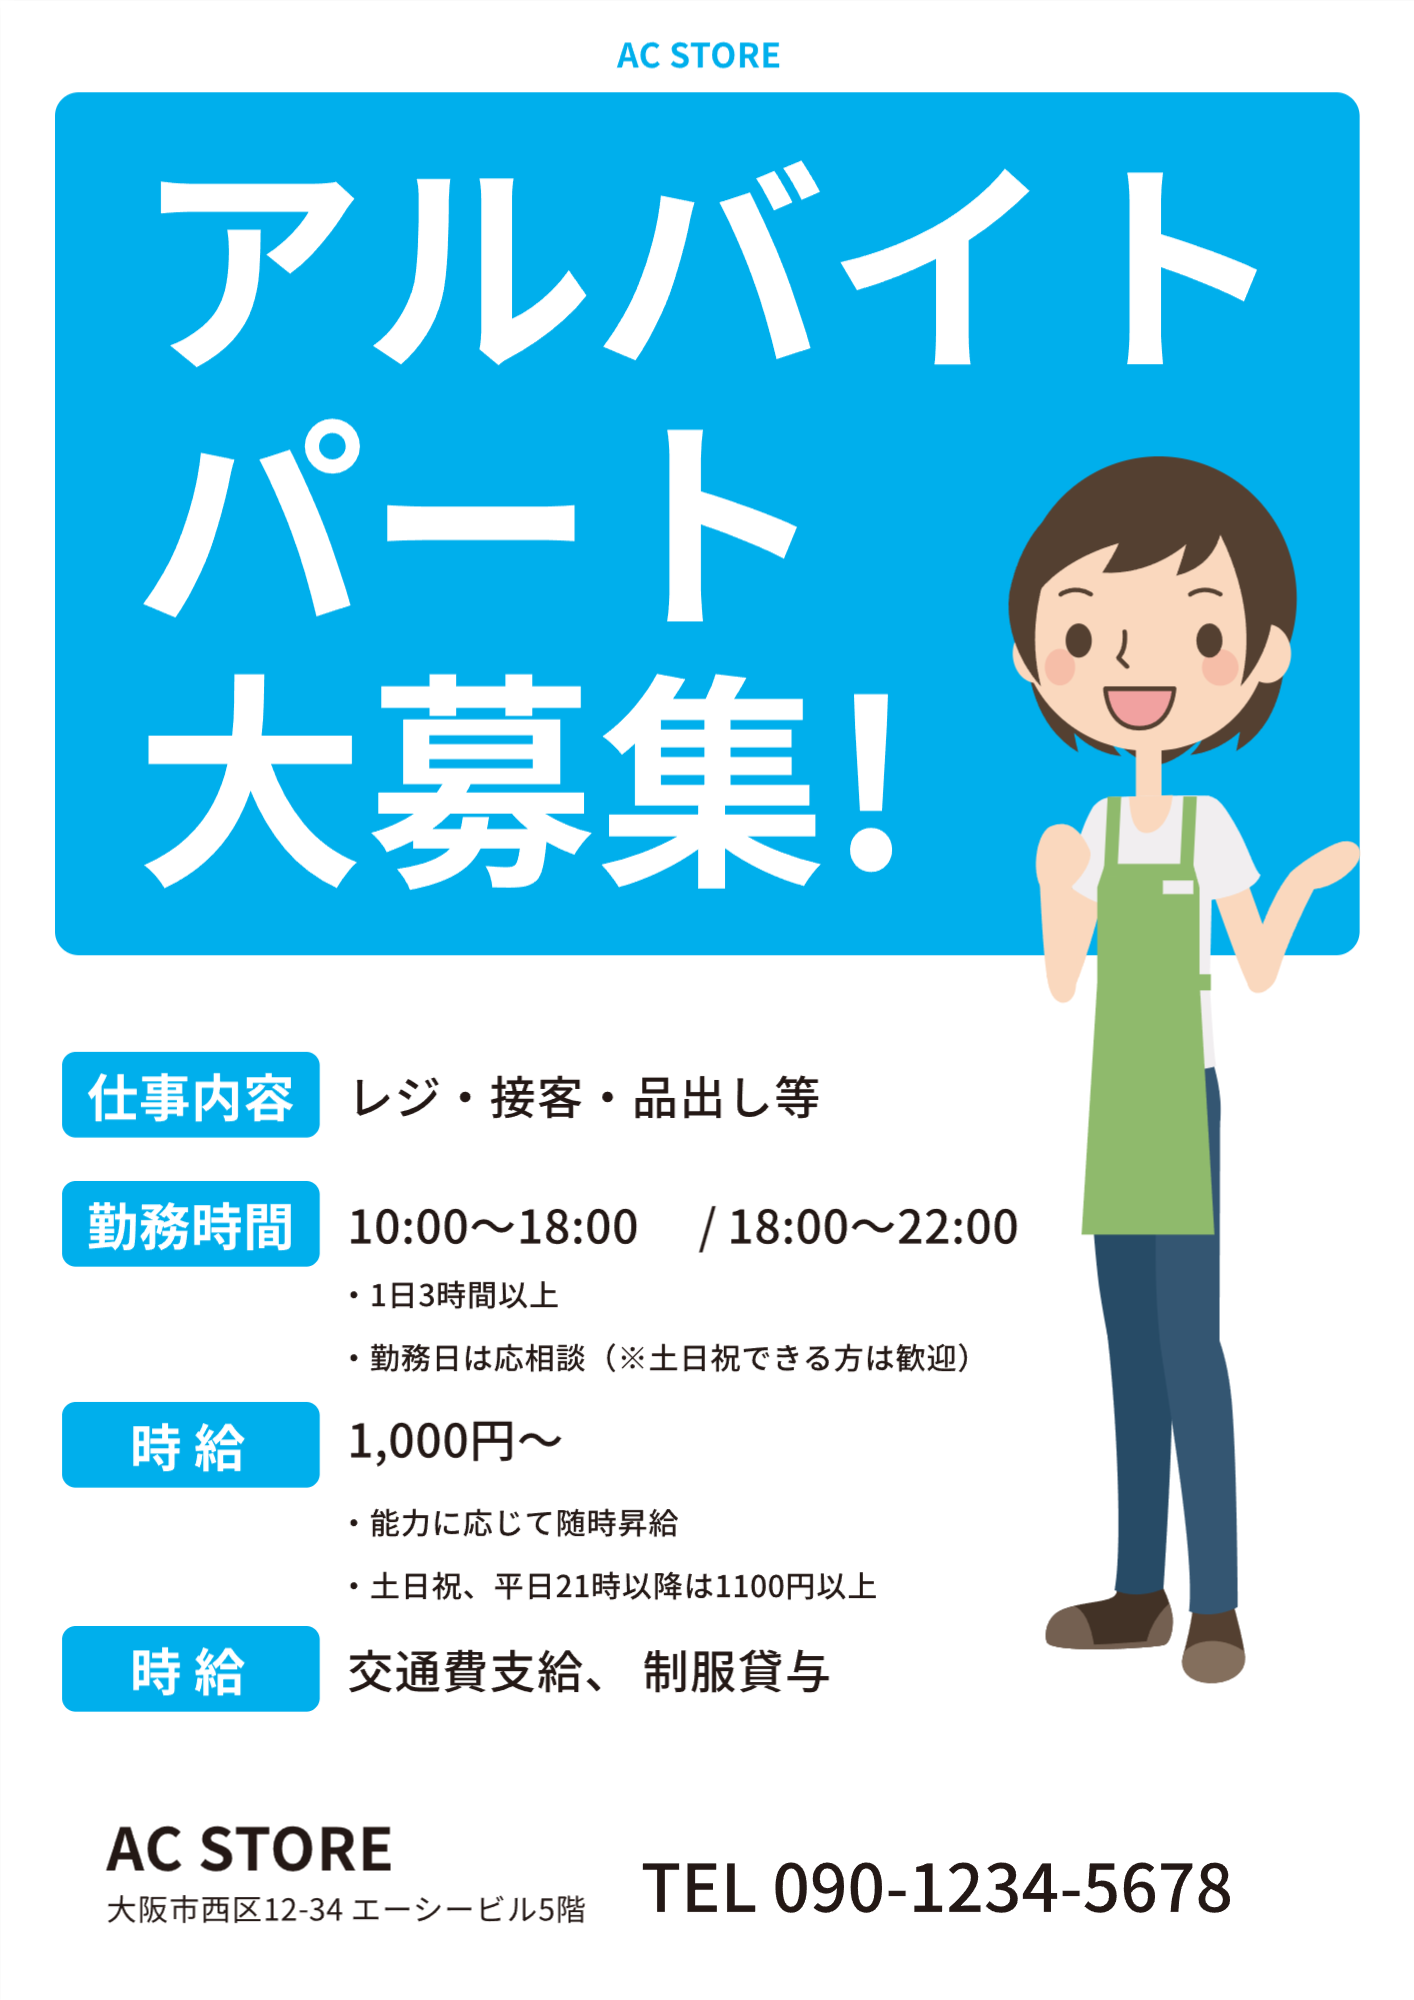 AC STORE
アルバイト
パート
大募集!
仕事内容 レジ・接客・品出し等
勤務時間 10:00〜18:00 / 18:00〜22:00
・1日3時間以上
・勤務日は応相談（※土日祝できる方は歓迎）
時 給 1,000円〜
・能力に応じて随時昇給
・土日祝、平日21時以降は1100円以上
時 給 交通費支給、 制服貸与
AC STORE
大阪市西区12-34 エーシービル5階
TEL 090-1234-5678